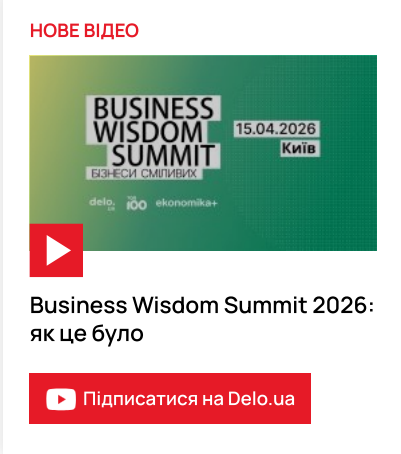 НОВЕ ВІДЕО
BUSINESS
WISDOM
SUMMIT
БІЗНЕСИ СМІЛИВИХ
15.04.2026
Київ
delo. 100 ekonomika+
Business Wisdom Summit 2026:
як це було
Підписатися на Delo.ua